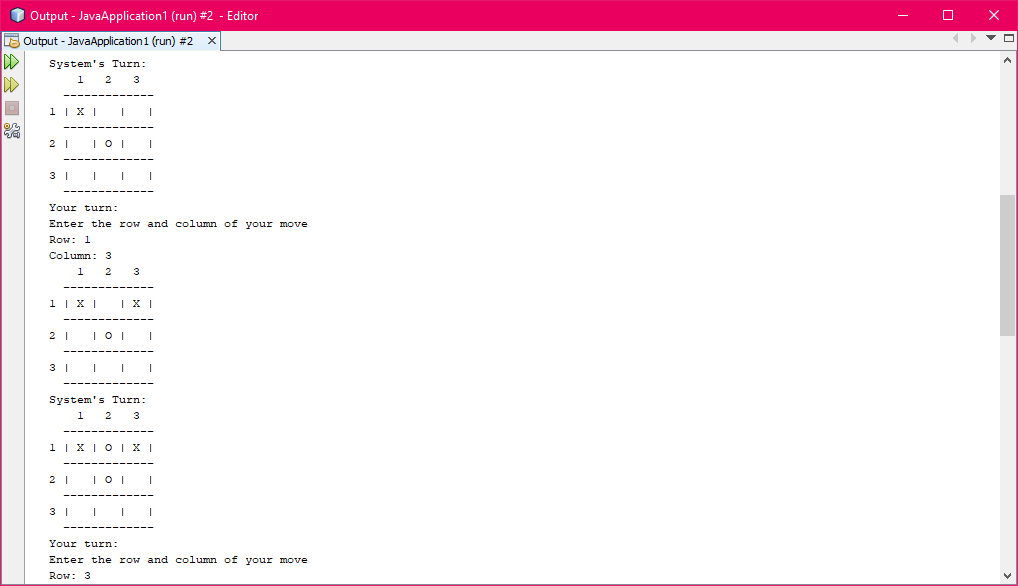 Output - JavaApplication1 (run) #2 - Editor
Output - JavaApplication1 (run) #2
System's Turn:
    1   2   3
  -------------
1 | X |   |   |
  -------------
2 |   | O |   |
  -------------
3 |   |   |   |
  -------------
Your turn:
Enter the row and column of your move
Row: 1
Column: 3
    1   2   3
  -------------
1 | X |   | X |
  -------------
2 |   | O |   |
  -------------
3 |   |   |   |
  -------------
System's Turn:
    1   2   3
  -------------
1 | X | O | X |
  -------------
2 |   | O |   |
  -------------
3 |   |   |   |
  -------------
Your turn:
Enter the row and column of your move
Row: 3